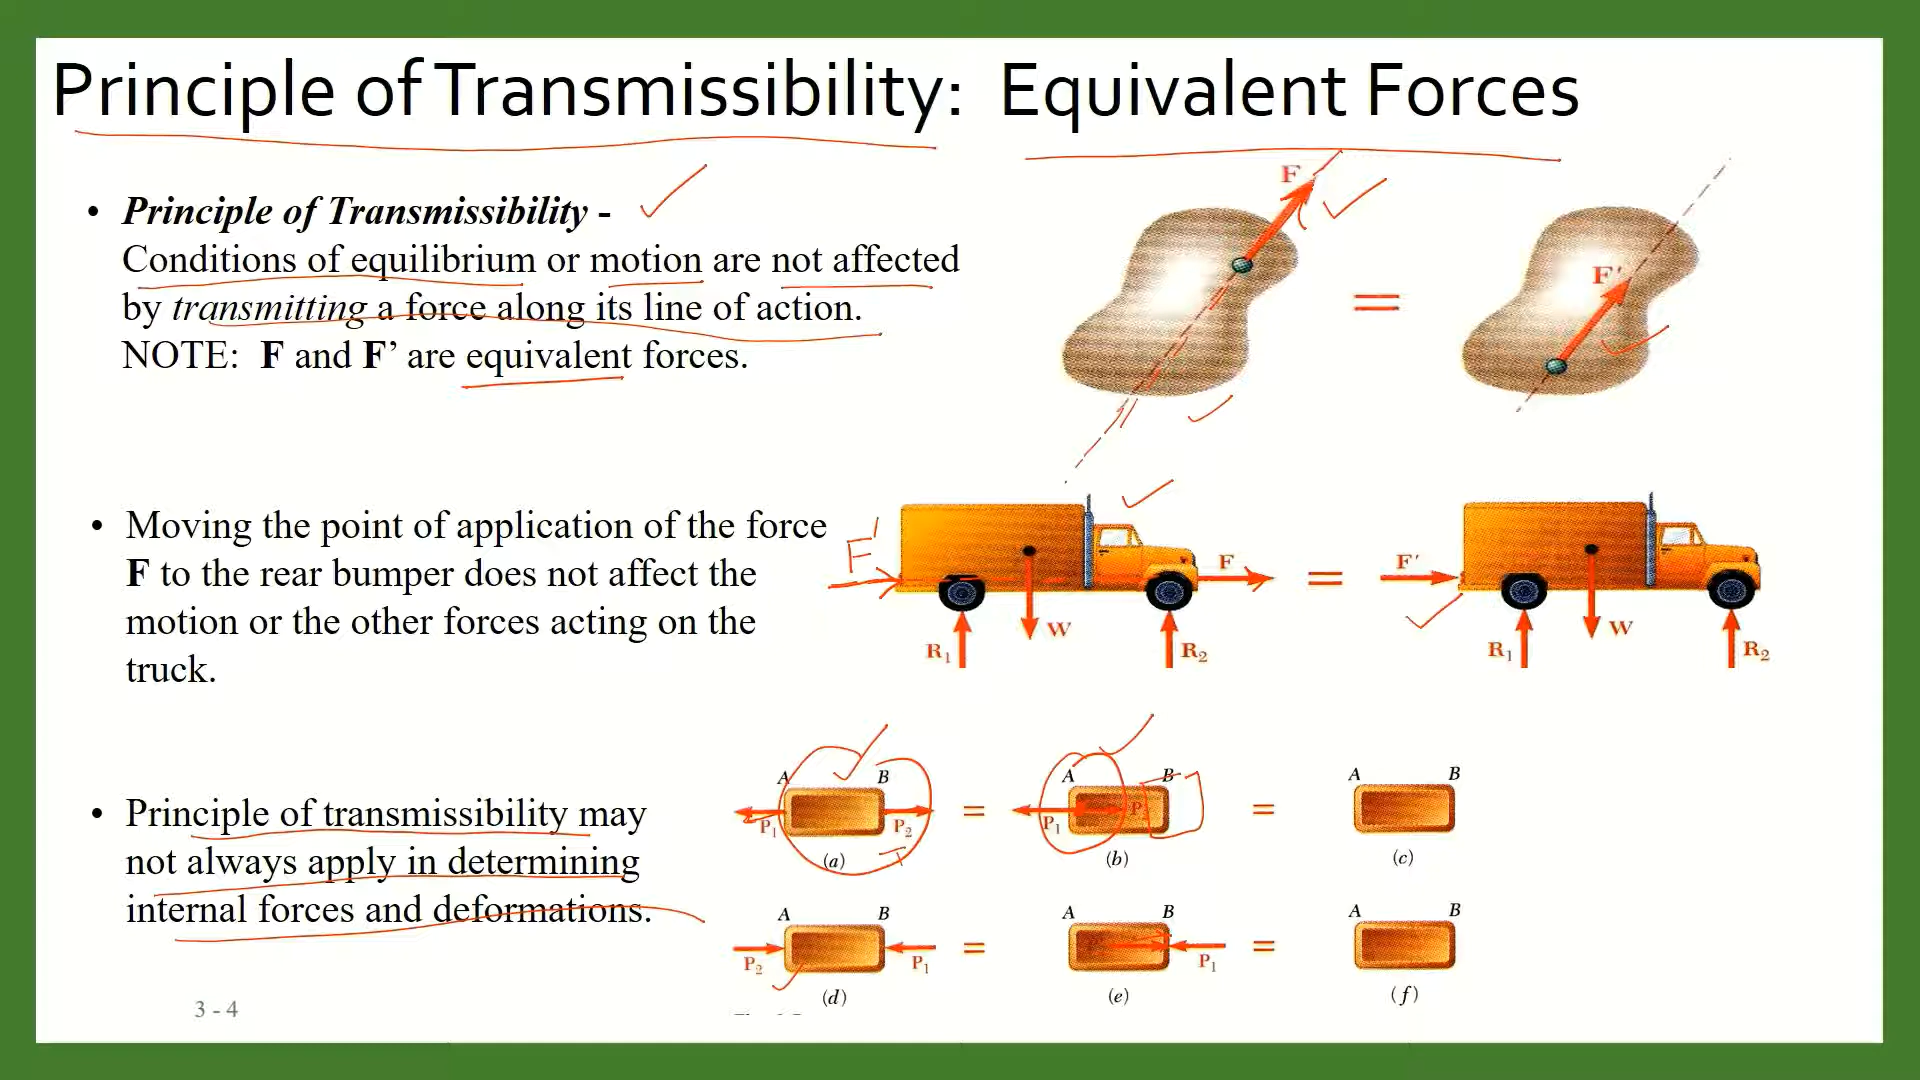 Principle of Transmissibility: Equivalent Forces
• Principle of Transmissibility -
Conditions of equilibrium or motion are not affected
by transmitting a force along its line of action.
NOTE: F and F’ are equivalent forces.
F
=
F'
• Moving the point of application of the force
F to the rear bumper does not affect the
motion or the other forces acting on the
truck.
F'
F
=
F'
W
W
R1
R2
R1
R2
• Principle of transmissibility may
not always apply in determining
internal forces and deformations.
A B
A B
A B
P1 P2
=
P1
=
(a)
(b)
(c)
A B
A B
A B
P2 P1
=
P1
=
(d)
(e)
(f)
3 - 4